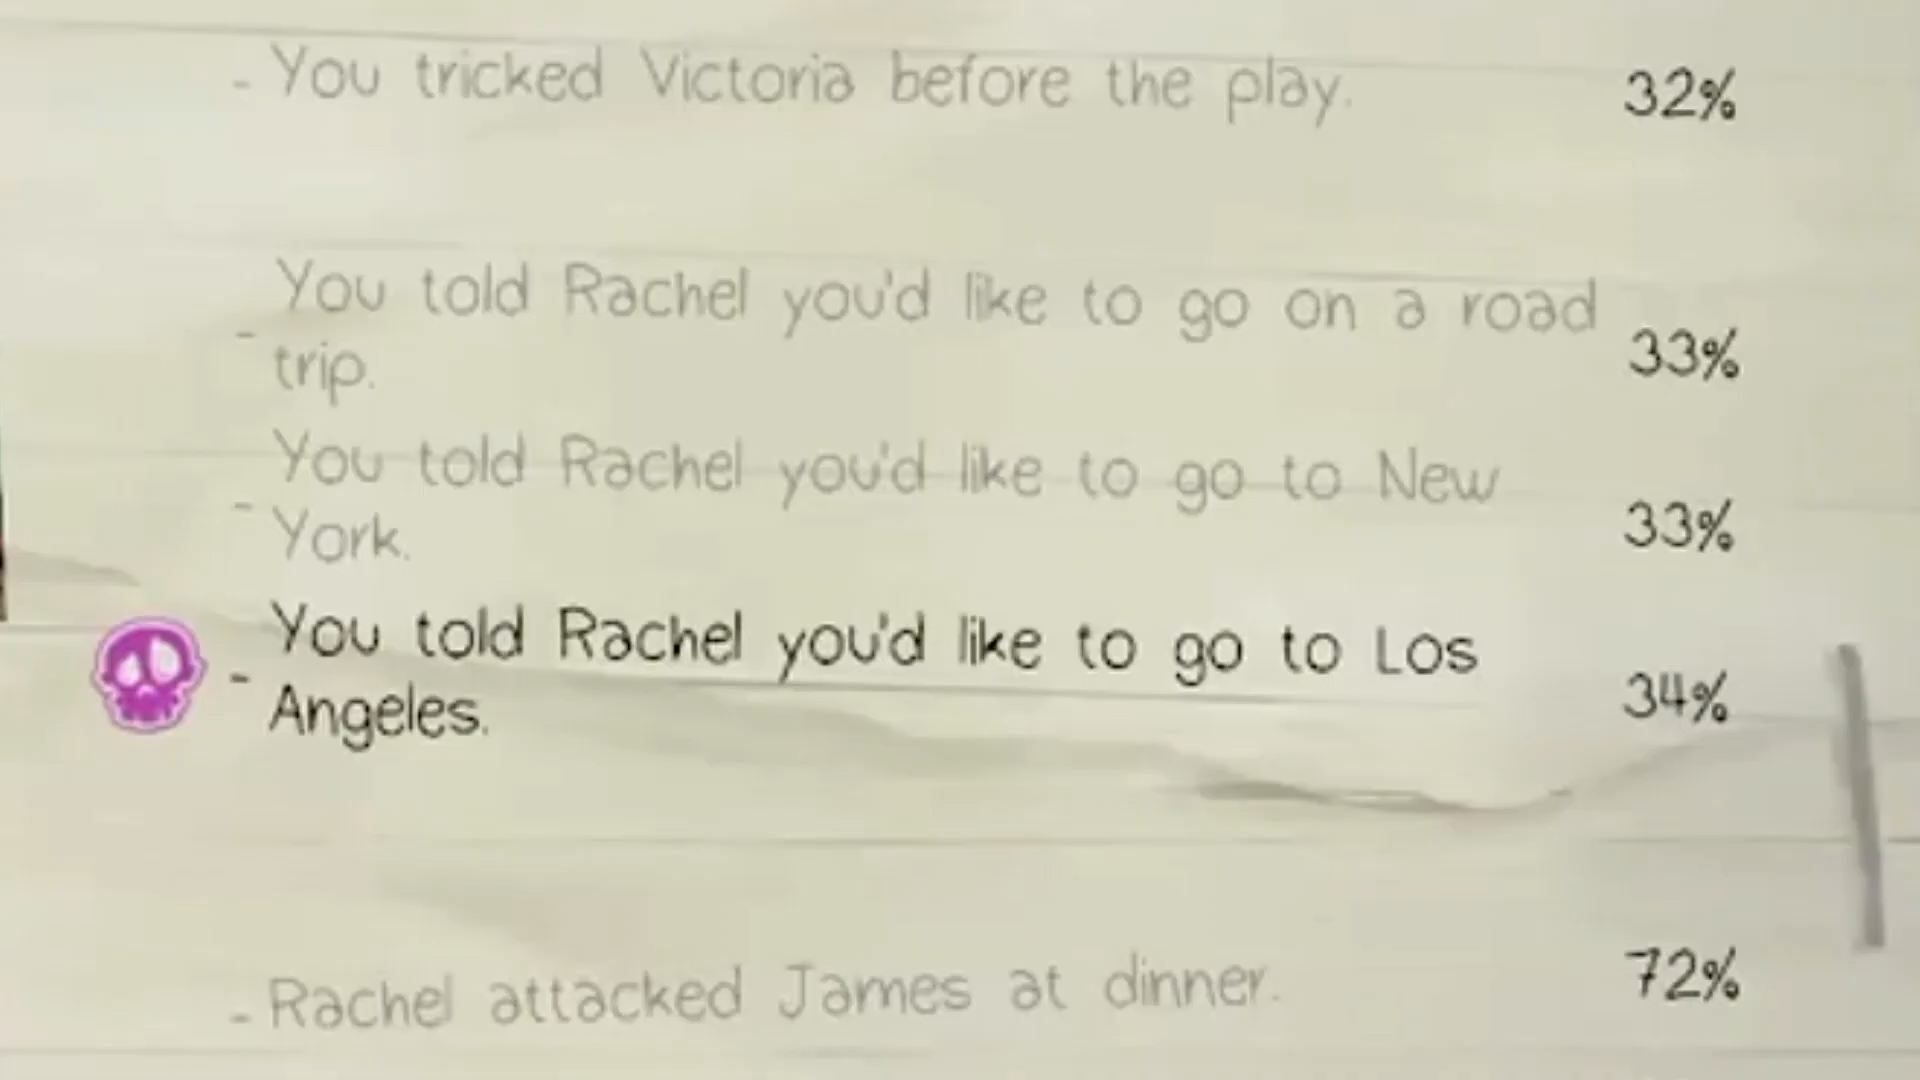 - You tricked Victoria before the play. 32%
You told Rachel you'd like to go on a road
- trip. 33%
You told Rachel you'd like to go to New
- York. 33%
You told Rachel you'd like to go to Los
- Angeles. 34%
- Rachel attacked James at dinner. 72%